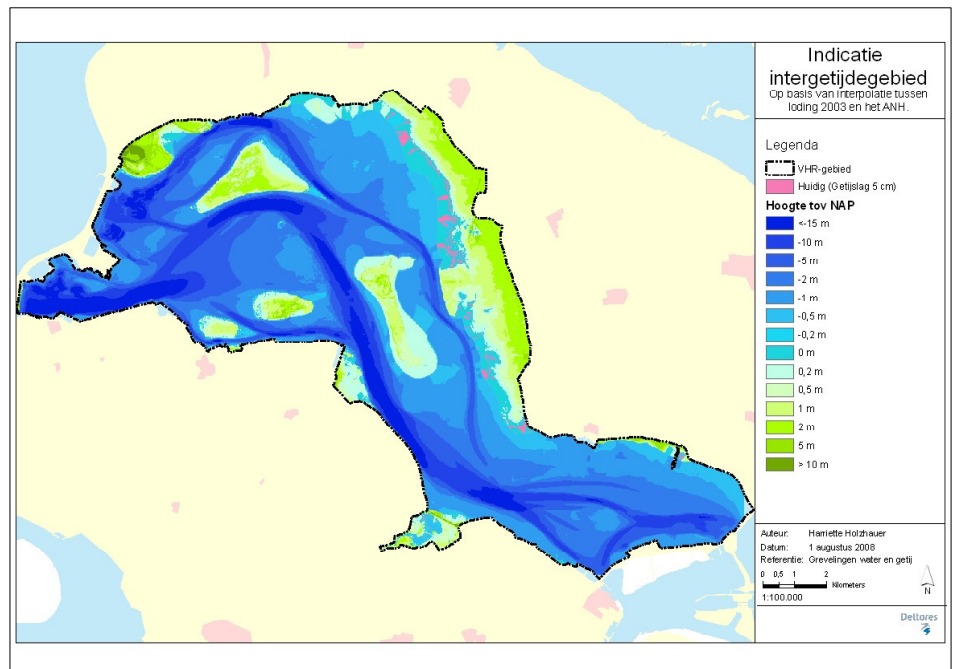 Indicatie
intergetijdegebied
Op basis van interpolatie tussen
loding 2003 en het ANH.
Legenda
VHR-gebied
Huidig (Getijslag 5 cm)
Hoogte tov NAP
<-15 m
-10 m
-5 m
-2 m
-1 m
-0,5 m
-0,2 m
0 m
0,2 m
0,5 m
1 m
2 m
5 m
> 10 m
Auteur: Harriette Holzhauer
Datum: 1 augustus 2008
Referentie: Grevelingen water en getij
0 0,5 1 2
Kilometers
1:100.000
N
Deltares